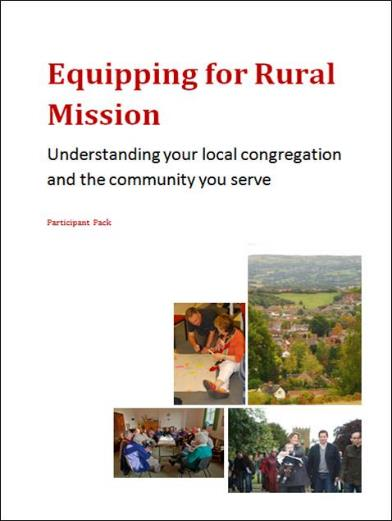 Equipping for Rural
Mission
Understanding your local congregation
and the community you serve
Participant Pack